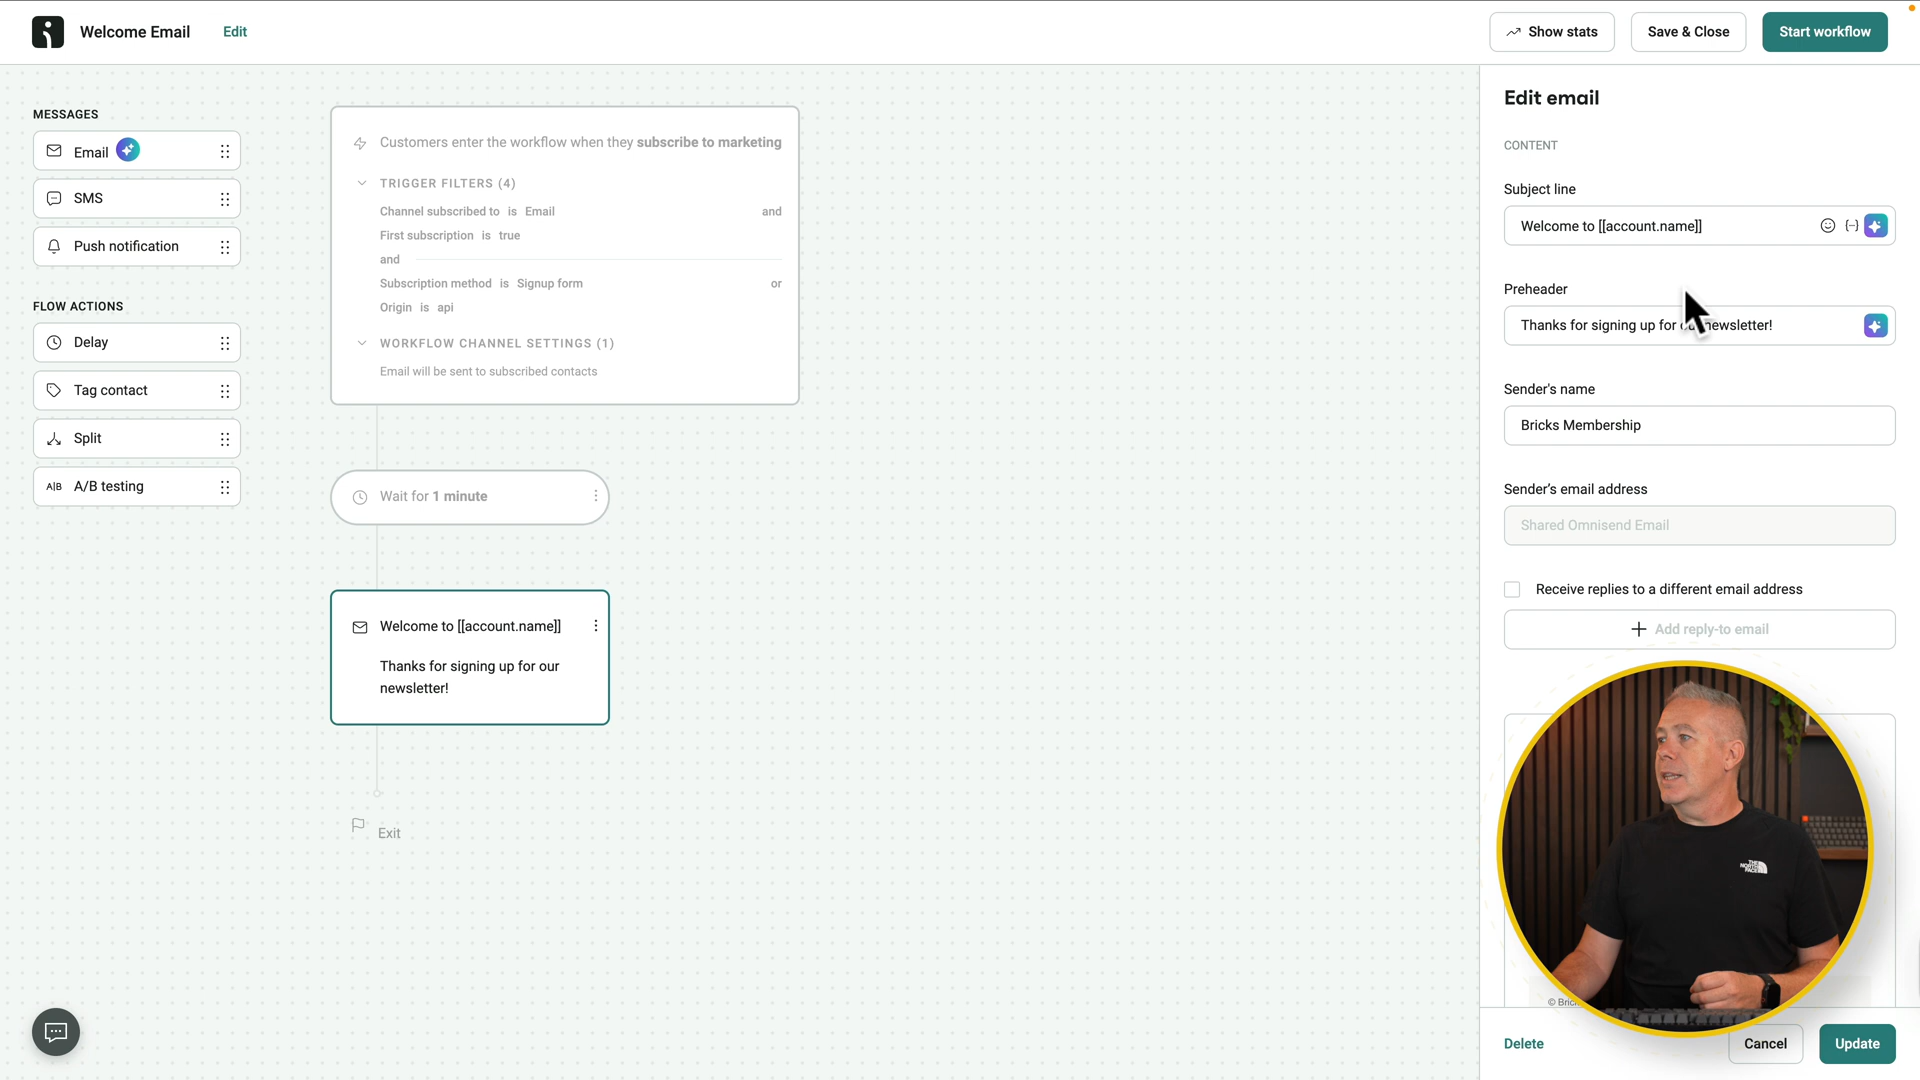 Welcome Email
Edit
Show stats
Save & Close
Start workflow
MESSAGES
Email
SMS
Push notification
FLOW ACTIONS
Delay
Tag contact
Split
A|B A/B testing
Customers enter the workflow when they subscribe to marketing
TRIGGER FILTERS (4)
Channel subscribed to is Email and
First subscription is true
and
Subscription method is Signup form or
Origin is api
WORKFLOW CHANNEL SETTINGS (1)
Email will be sent to subscribed contacts
Wait for 1 minute
Welcome to [[account.name]]
Thanks for signing up for our
newsletter!
Exit
Edit email
CONTENT
Subject line
Welcome to [[account.name]]
Preheader
Thanks for signing up for our newsletter!
Sender's name
Bricks Membership
Sender's email address
Shared Omnisend Email
Receive replies to a different email address
Add reply-to email
THE
NORTH
FACE
©
Delete
Cancel
Update